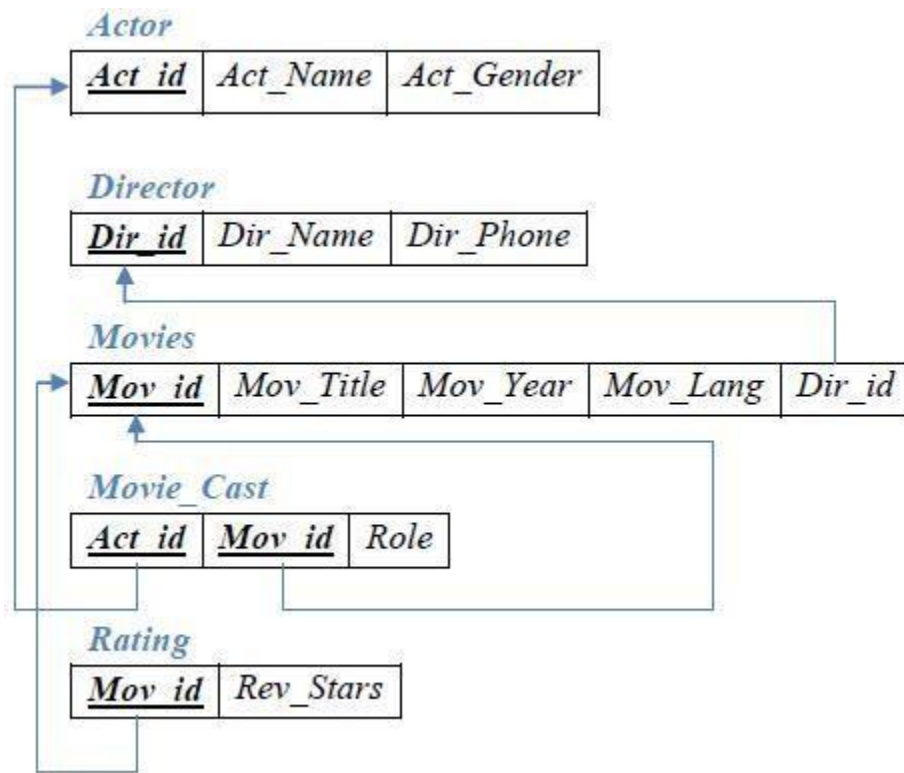 Actor
Act_id Act_Name Act_Gender
Director
Dir_id Dir_Name Dir_Phone
Movies
Mov_id Mov_Title Mov_Year Mov_Lang Dir_id
Movie_Cast
Act_id Mov_id Role
Rating
Mov_id Rev_Stars